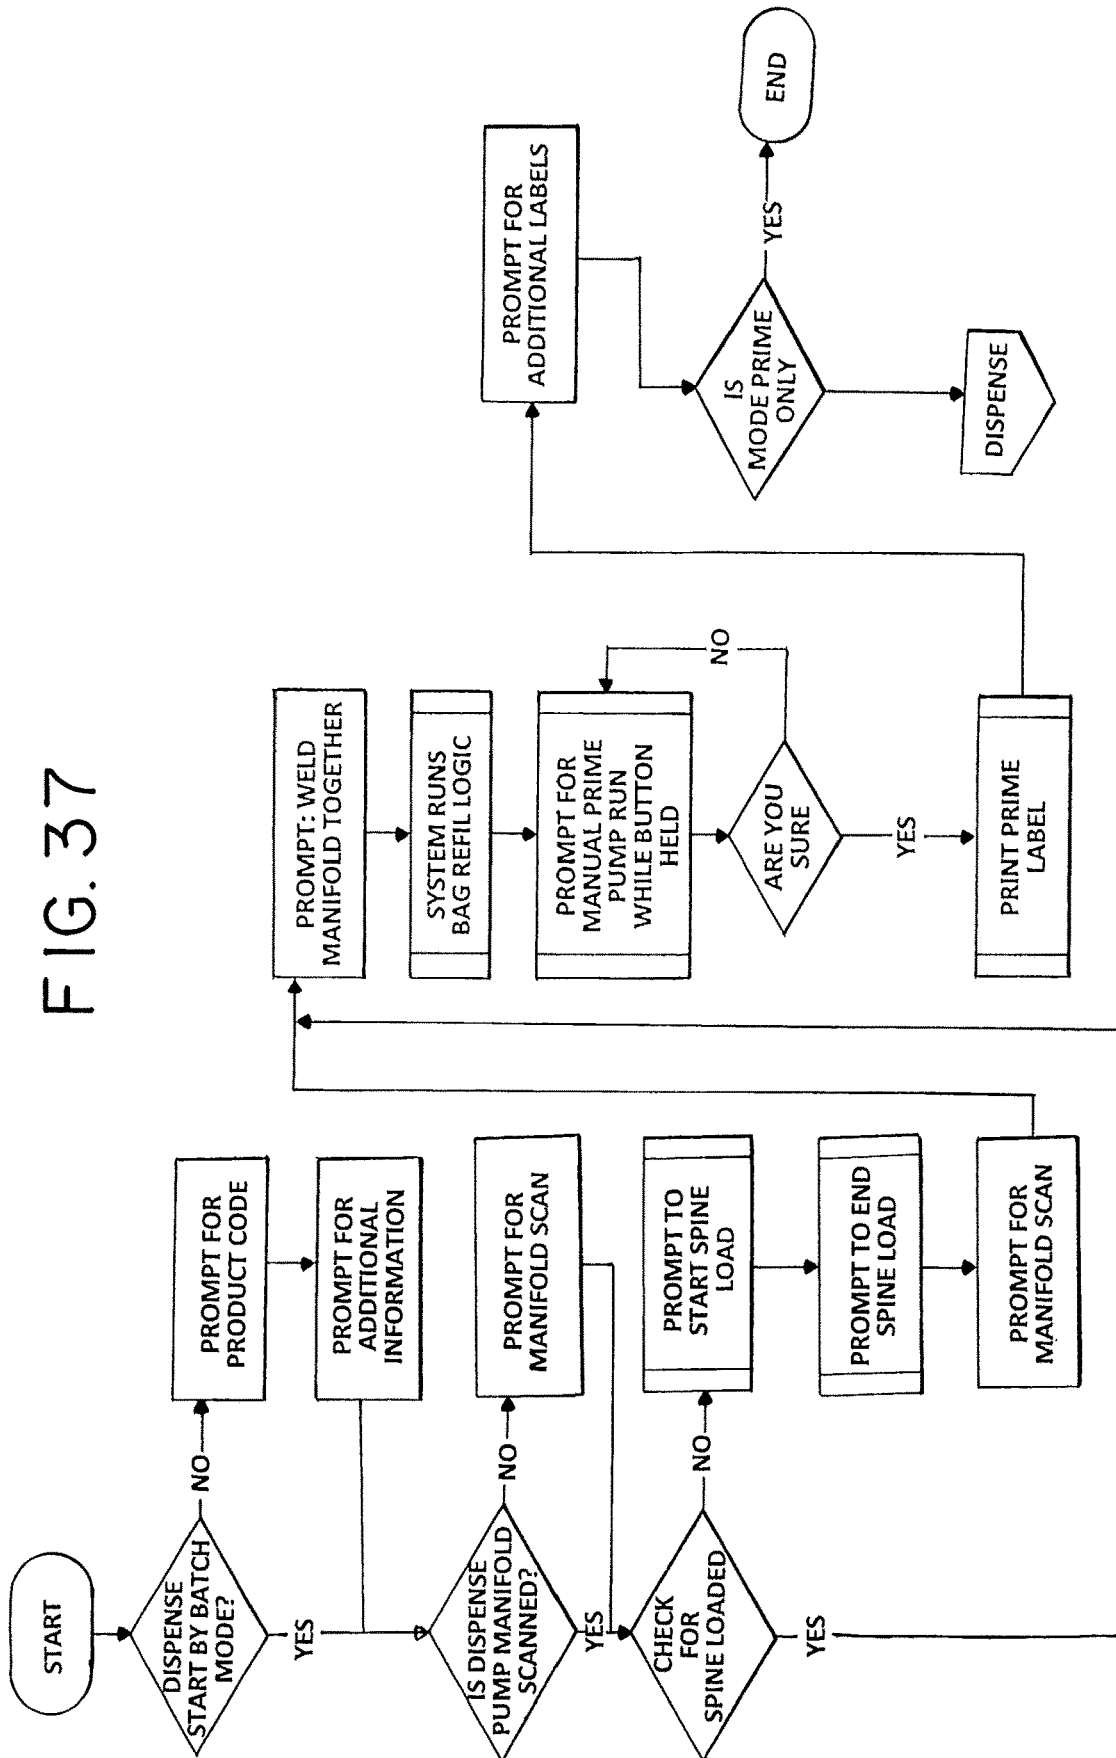 FIG. 37
START
DISPENSE
START BY BATCH
MODE?
NO
YES
PROMPT FOR
PRODUCT CODE
PROMPT FOR
ADDITIONAL
INFORMATION
IS DISPENSE
PUMP MANIFOLD
SCANNED?
NO
YES
PROMPT FOR
MANIFOLD SCAN
CHECK
FOR
SPINE LOADED
NO
YES
PROMPT TO
START SPINE
LOAD
PROMPT TO END
SPINE LOAD
PROMPT FOR
MANIFOLD SCAN
PROMPT: WELD
MANIFOLD TOGETHER
SYSTEM RUNS
BAG REFIL LOGIC
PROMPT FOR
MANUAL PRIME
PUMP RUN
WHILE BUTTON
HELD
NO
ARE YOU
SURE
YES
PRINT PRIME
LABEL
PROMPT FOR
ADDITIONAL LABELS
IS
MODE PRIME
ONLY
YES
END
DISPENSE